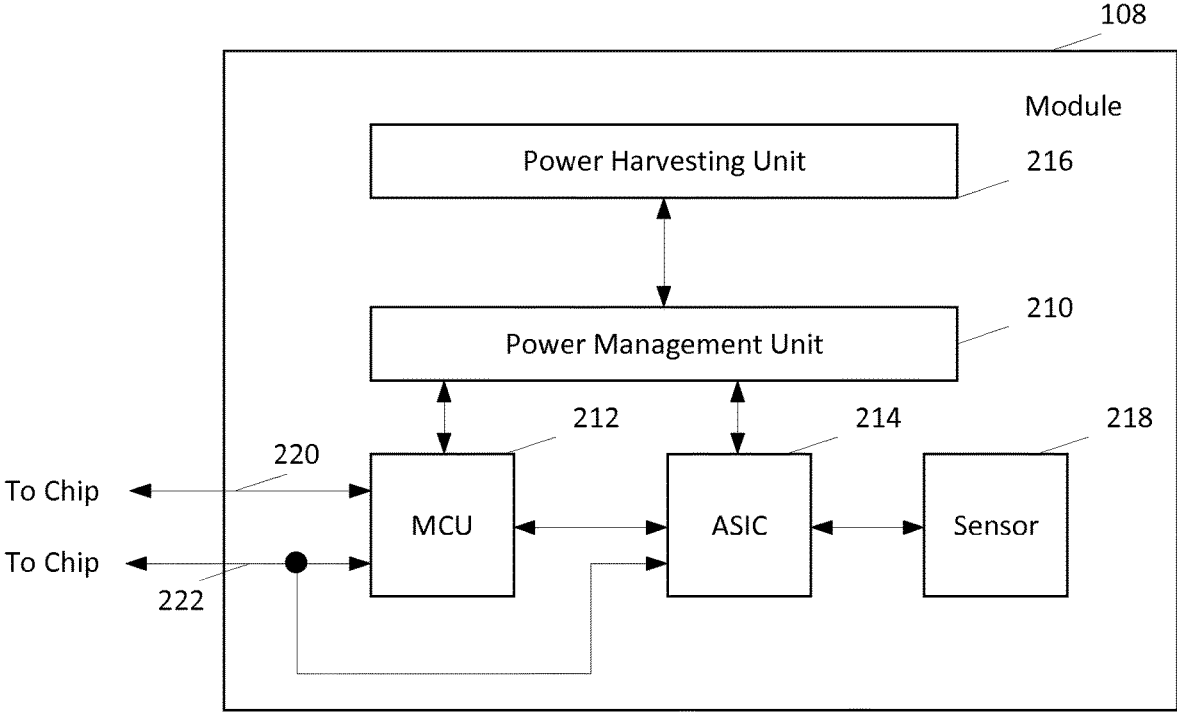 108
Module
Power Harvesting Unit
216
210
Power Management Unit
212
214
218
220
To Chip
MCU
ASIC
Sensor
To Chip
222